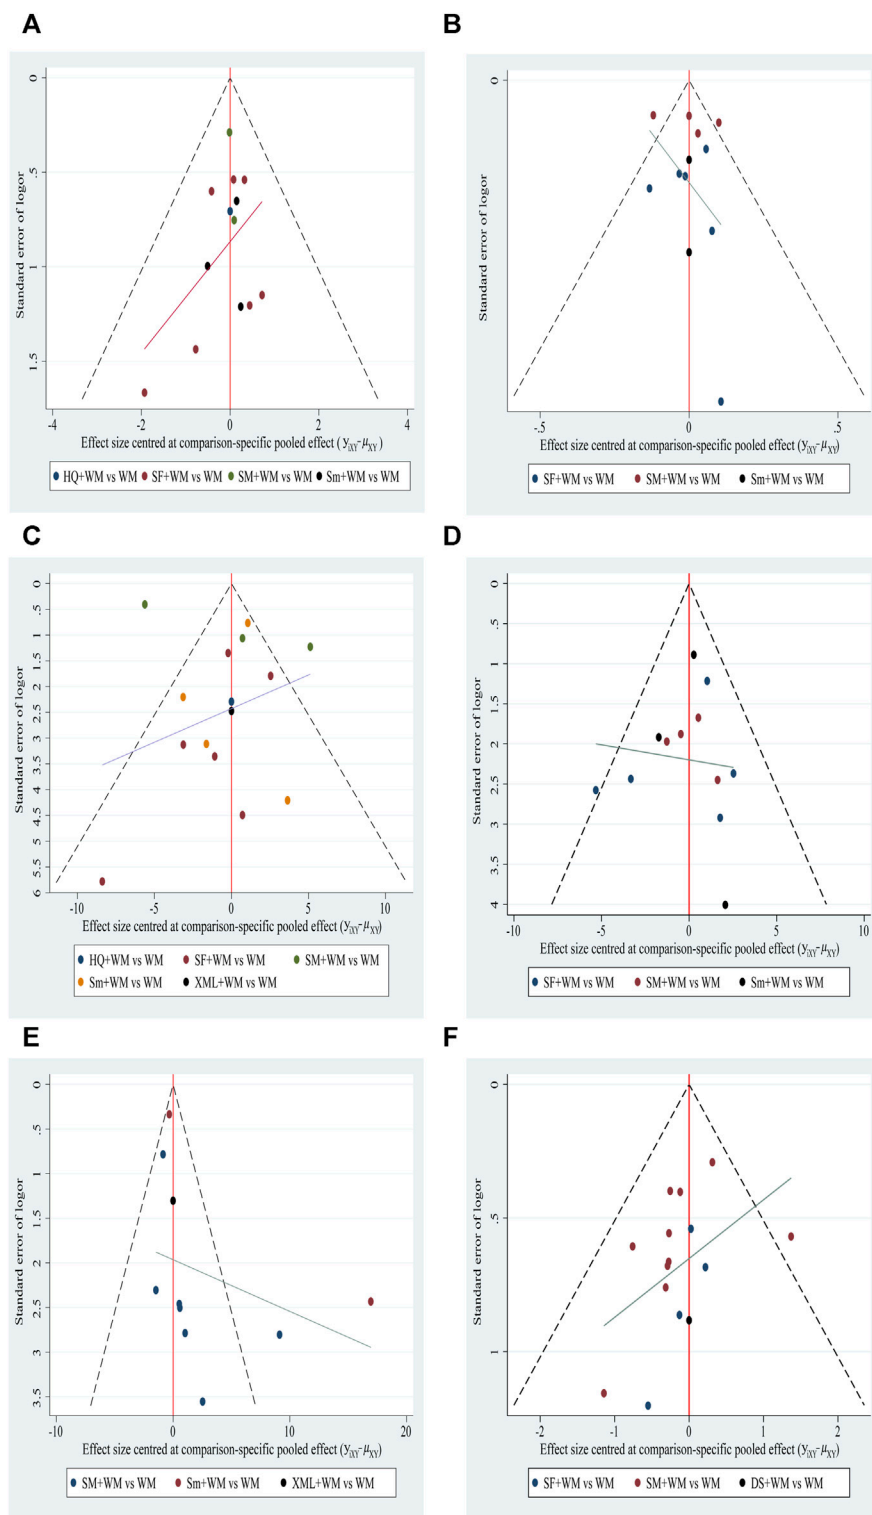 A
Standard error of logor
0
.5
1
1.5
-4 -2 0 2 4
Effect size centred at comparison-specific pooled effect (yiXY-μXY)
HQ+WM vs WM SF+WM vs WM SM+WM vs WM Sm+WM vs WM
B
Standard error of logor
0
-.5 0 .5
Effect size centred at comparison-specific pooled effect (yiXY-μXY)
SF+WM vs WM SM+WM vs WM Sm+WM vs WM
C
Standard error of logor
0
.5
1
1.5
2
2.5
3
3.5
4
4.5
5
5.5
6
-10 -5 0 5 10
Effect size centred at comparison-specific pooled effect (yiXY-μXY)
HQ+WM vs WM SF+WM vs WM SM+WM vs WM
Sm+WM vs WM XML+WM vs WM
D
Standard error of logor
0
.5
1
1.5
2
2.5
3
3.5
4
-10 -5 0 5 10
Effect size centred at comparison-specific pooled effect (yiXY-μXY)
SF+WM vs WM SM+WM vs WM Sm+WM vs WM
E
Standard error of logor
0
.5
1
1.5
2
2.5
3
3.5
-10 0 10 20
Effect size centred at comparison-specific pooled effect (yiXY-μXY)
SM+WM vs WM Sm+WM vs WM XML+WM vs WM
F
Standard error of logor
0
.5
1
-2 -1 0 1 2
Effect size centred at comparison-specific pooled effect (yiXY-μXY)
SF+WM vs WM SM+WM vs WM DS+WM vs WM